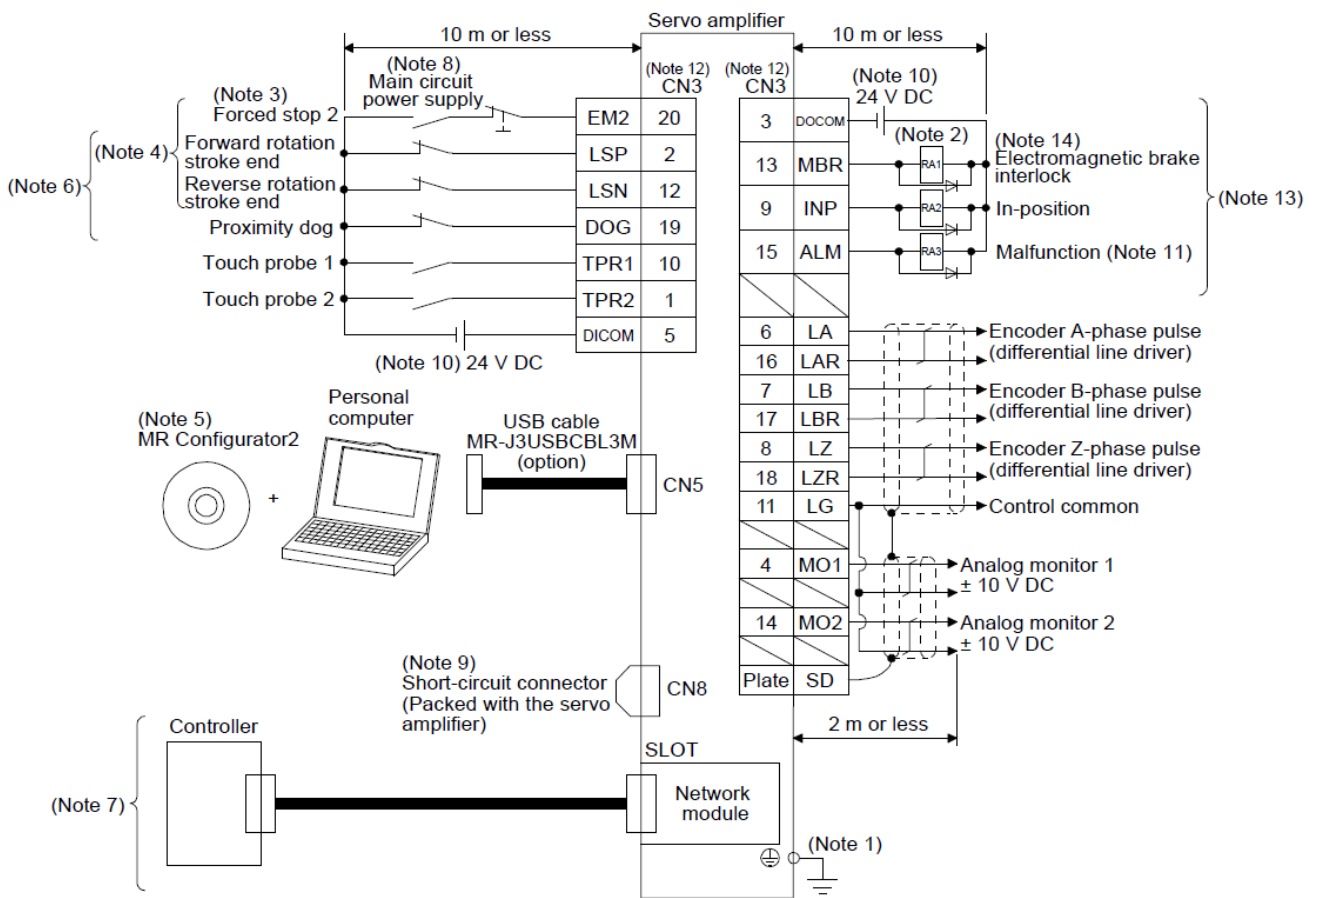 Servo amplifier
10 m or less
10 m or less
(Note 12)
CN3
(Note 12)
CN3
(Note 8)
Main circuit
power supply
(Note 10)
24 V DC
(Note 3)
Forced stop 2
EM2 20
3 DOCOM
(Note 2)
(Note 14)
Electromagnetic brake
interlock
(Note 4)
Forward rotation
stroke end
LSP 2
13 MBR
RA1
(Note 6)
Reverse rotation
stroke end
LSN 12
9 INP
RA2
In-position
(Note 13)
Proximity dog
DOG 19
15 ALM
RA3
Malfunction (Note 11)
Touch probe 1
TPR1 10
Touch probe 2
TPR2 1
DICOM 5
(Note 10) 24 V DC
6 LA
Encoder A-phase pulse
(differential line driver)
16 LAR
7 LB
Encoder B-phase pulse
(differential line driver)
17 LBR
8 LZ
Encoder Z-phase pulse
(differential line driver)
18 LZR
11 LG
Control common
4 MO1
Analog monitor 1
± 10 V DC
14 MO2
Analog monitor 2
± 10 V DC
Plate SD
2 m or less
(Note 5)
MR Configurator2
+
Personal
computer
USB cable
MR-J3USBCBL3M
(option)
CN5
(Note 9)
Short-circuit connector
(Packed with the servo
amplifier)
CN8
(Note 7)
Controller
SLOT
Network
module
(Note 1)